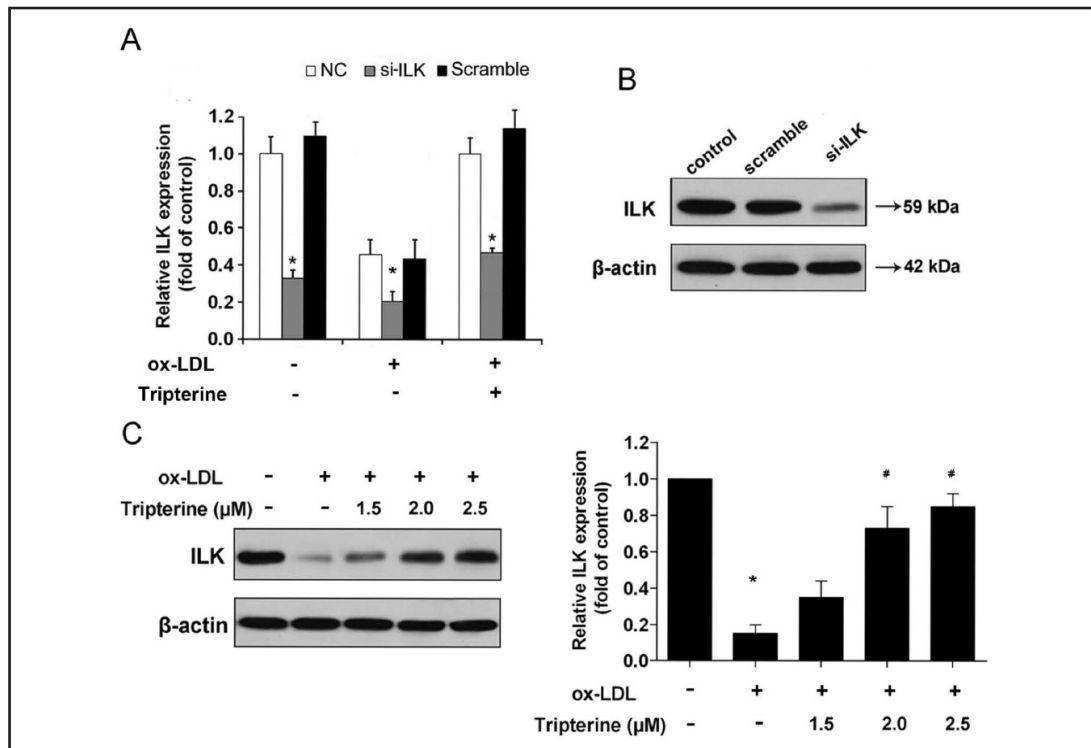 A
NC si-ILK Scramble
Relative ILK expression
(fold of control)
1.2
1.0
0.8
0.6
0.4
0.2
0.0
* * *
ox-LDL - + +
Tripterine - - +
B
control scramble si-ILK
ILK →59 kDa
β-actin →42 kDa
C
ox-LDL - + + + +
Tripterine (μM) - - 1.5 2.0 2.5
ILK
β-actin
Relative ILK expression
(fold of control)
1.2
1.0
0.8
0.6
0.4
0.2
0.0
* # #
ox-LDL - + + + +
Tripterine (μM) - - 1.5 2.0 2.5